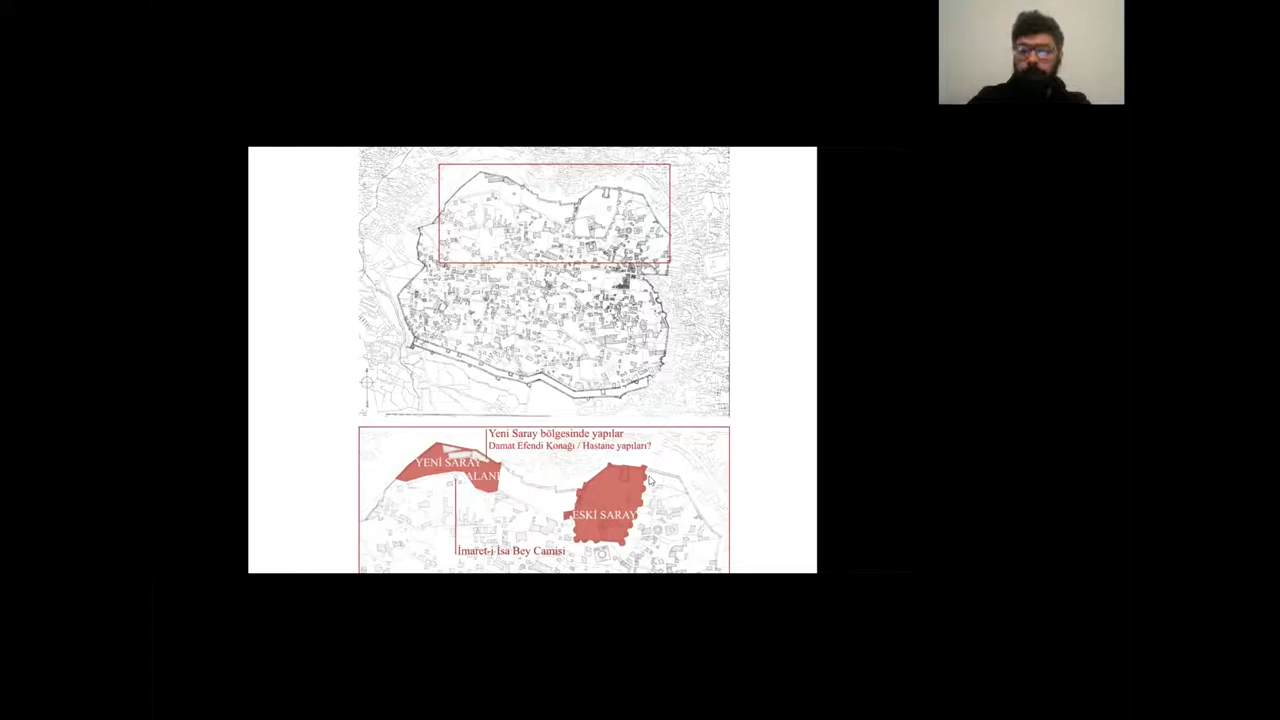 Yeni Saray bölgesinde yapılar
Damat Efendi Konağı / Hastane yapıları?
YENİ SARAY
ALANI
ESKİ SARAY
İmaret-i İsa Bey Camisi